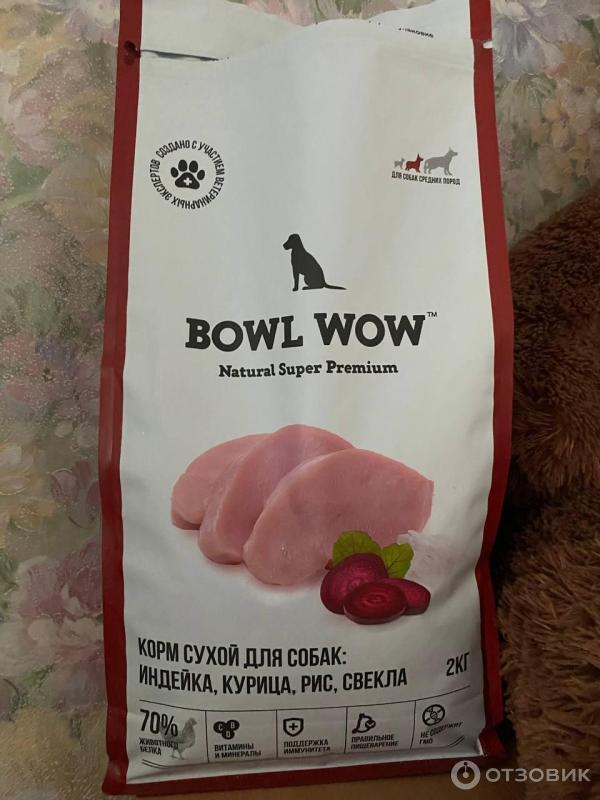 СОЗДАНО С УЧАСТИЕМ ВЕТЕРИНАРНЫХ ЭКСПЕРТОВ
ДЛЯ СОБАК СРЕДНИХ ПОРОД
BOWL WOW™
Natural Super Premium
КОРМ СУХОЙ ДЛЯ СОБАК:
ИНДЕЙКА, КУРИЦА, РИС, СВЕКЛА
2КГ
70%
ЖИВОТНОГО
БЕЛКА
C B D
ВИТАМИНЫ
И МИНЕРАЛЫ
ПОДДЕРЖКА
ИММУНИТЕТА
ПРАВИЛЬНОЕ
ПИЩЕВАРЕНИЕ
НЕ СОДЕРЖИТ
ГМО
ОТЗОВИК